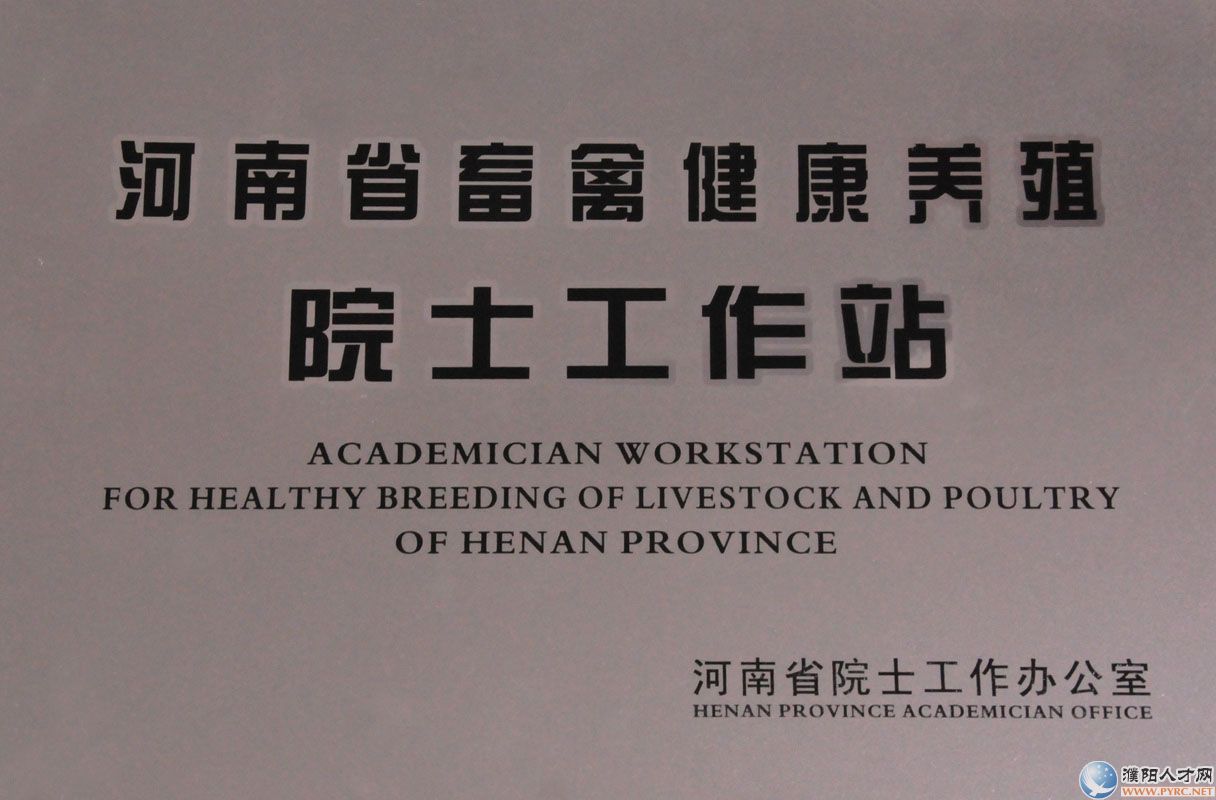 河南省畜禽健康养殖
院士工作站
ACADEMICIAN WORKSTATION
FOR HEALTHY BREEDING OF LIVESTOCK AND POULTRY
OF HENAN PROVINCE
河南省院士工作办公室
HENAN PROVINCE ACADEMICIAN OFFICE
濮阳人才网
WWW.PYRC.NET